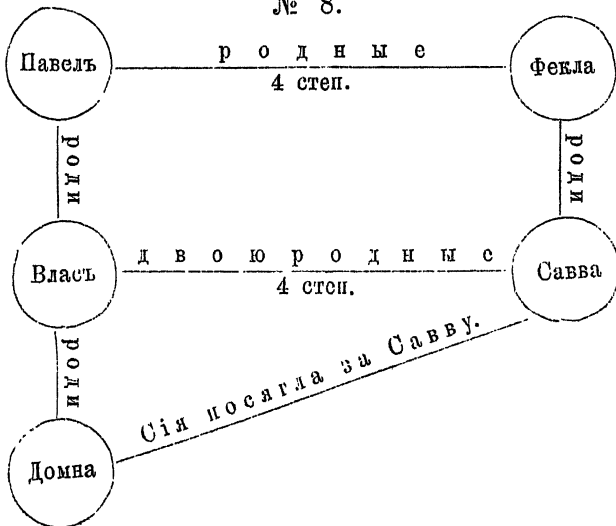 № 8.
Павелъ
родные
4 степ.
Фекла
роди
роди
Власъ
двоюродные
4 степ.
Савва
роди
Сія посягла за Савву.
Домна